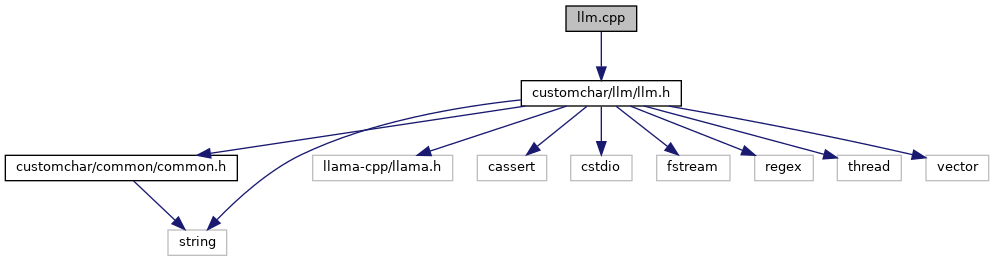 llm.cpp
customchar/llm/llm.h
customchar/common/common.h
llama-cpp/llama.h
cassert
cstdio
fstream
regex
thread
vector
string